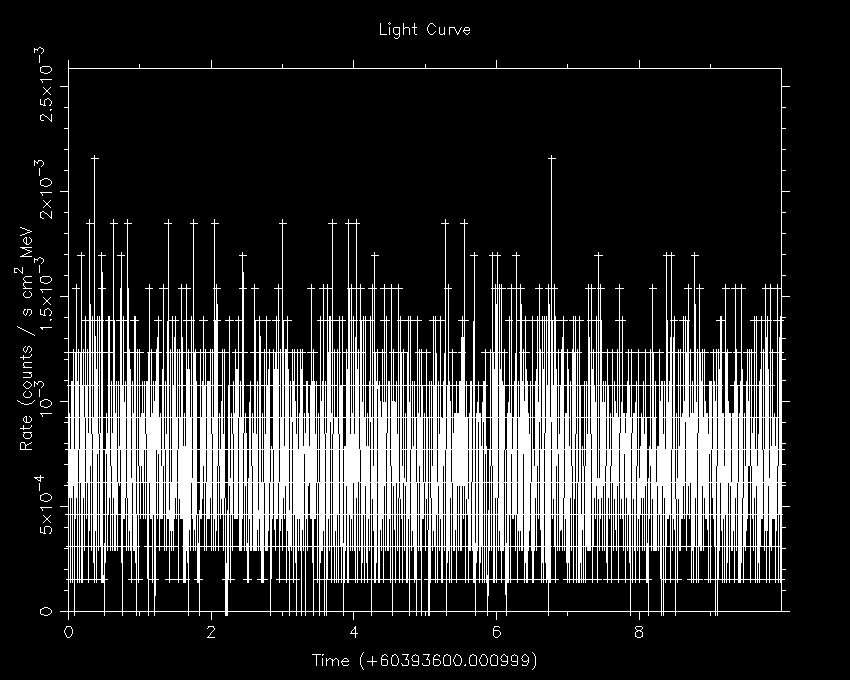 Light Curve
Rate (counts / s cm² MeV
2.5×10⁻³
2×10⁻³
1.5×10⁻³
10⁻³
5×10⁻⁴
0
0 2 4 6 8
Time (+60393600.000999)